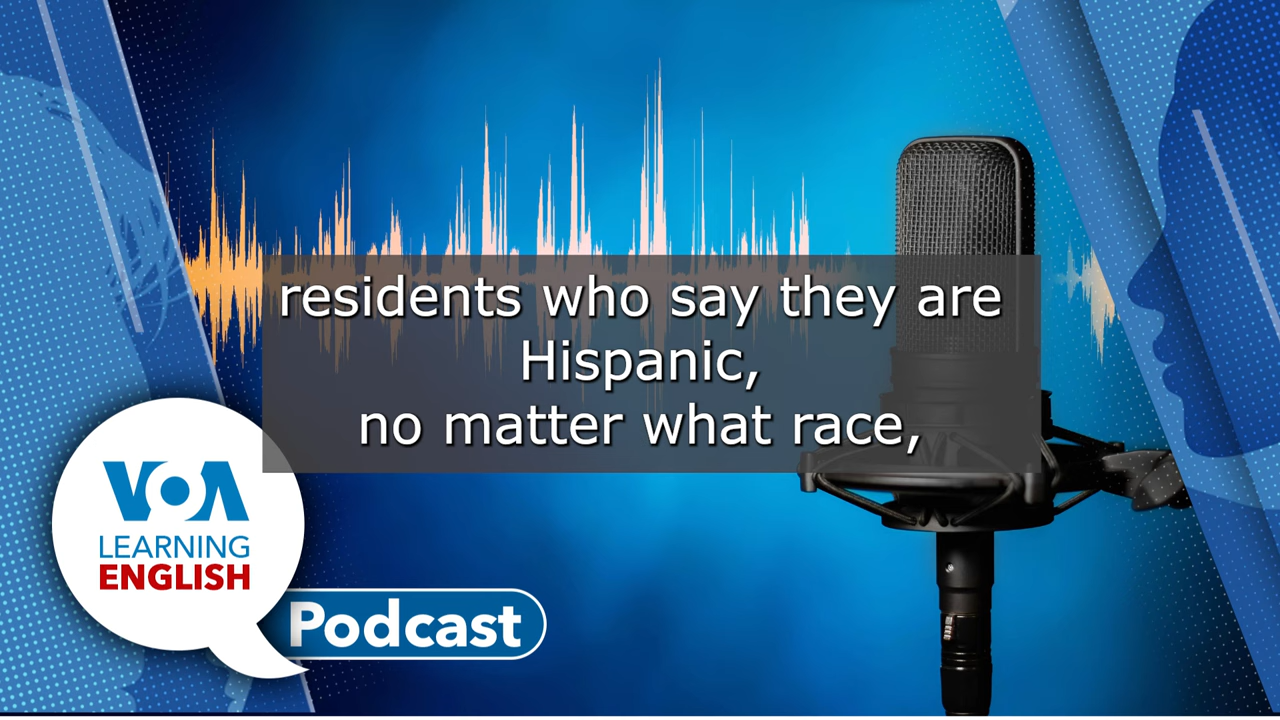 residents who say they are
Hispanic,
no matter what race,
VOA
LEARNING
ENGLISH
Podcast